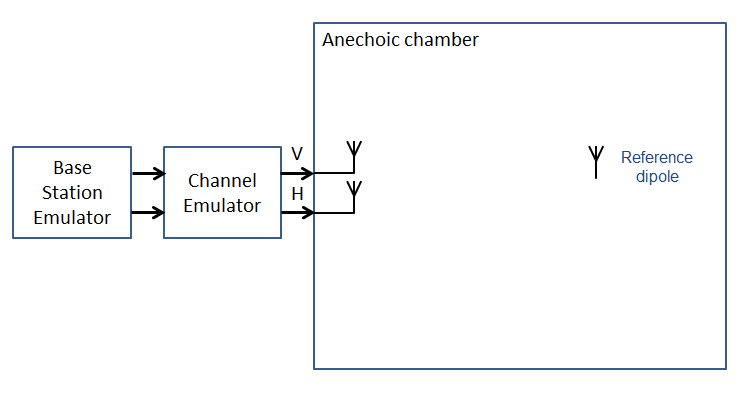 Anechoic chamber
Base
Station
Emulator
Channel
Emulator
V
H
Reference
dipole